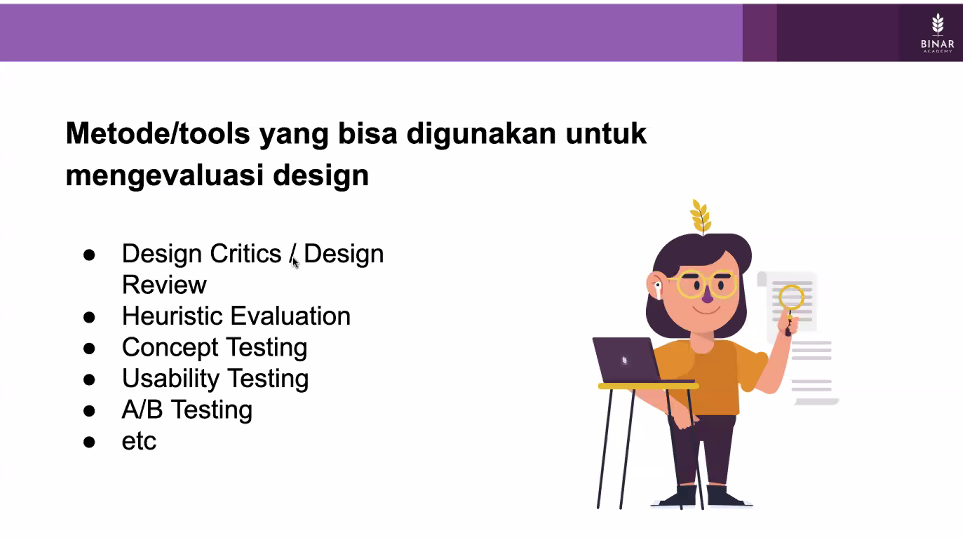 BINAR
ACADEMY
Metode/tools yang bisa digunakan untuk
mengevaluasi design
● Design Critics / Design
Review
● Heuristic Evaluation
● Concept Testing
● Usability Testing
● A/B Testing
● etc